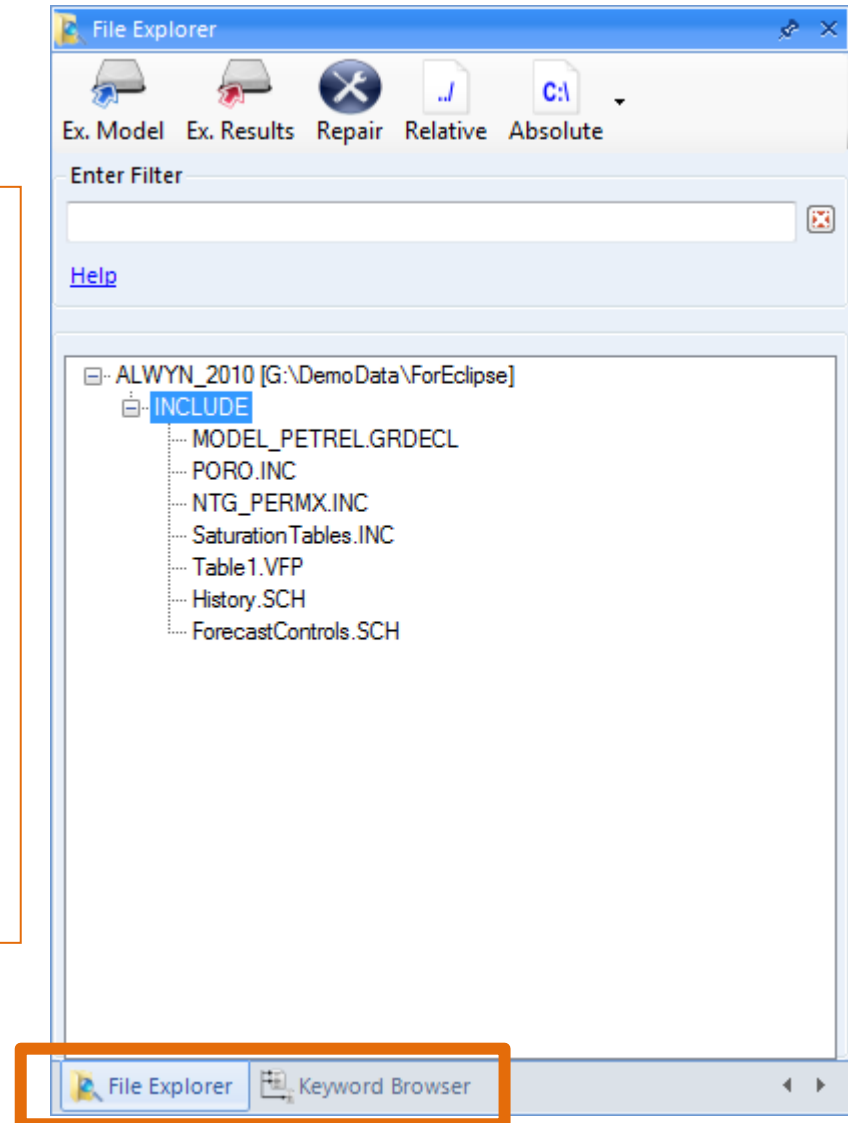 File Explorer
../ C:\
Ex. Model Ex. Results Repair Relative Absolute
Enter Filter
Help
ALWYN_2010 [G:\DemoData\ForEclipse]
INCLUDE
MODEL_PETREL.GRDECL
PORO.INC
NTG_PERMX.INC
SaturationTables.INC
Table1.VFP
History.SCH
ForecastControls.SCH
File Explorer Keyword Browser